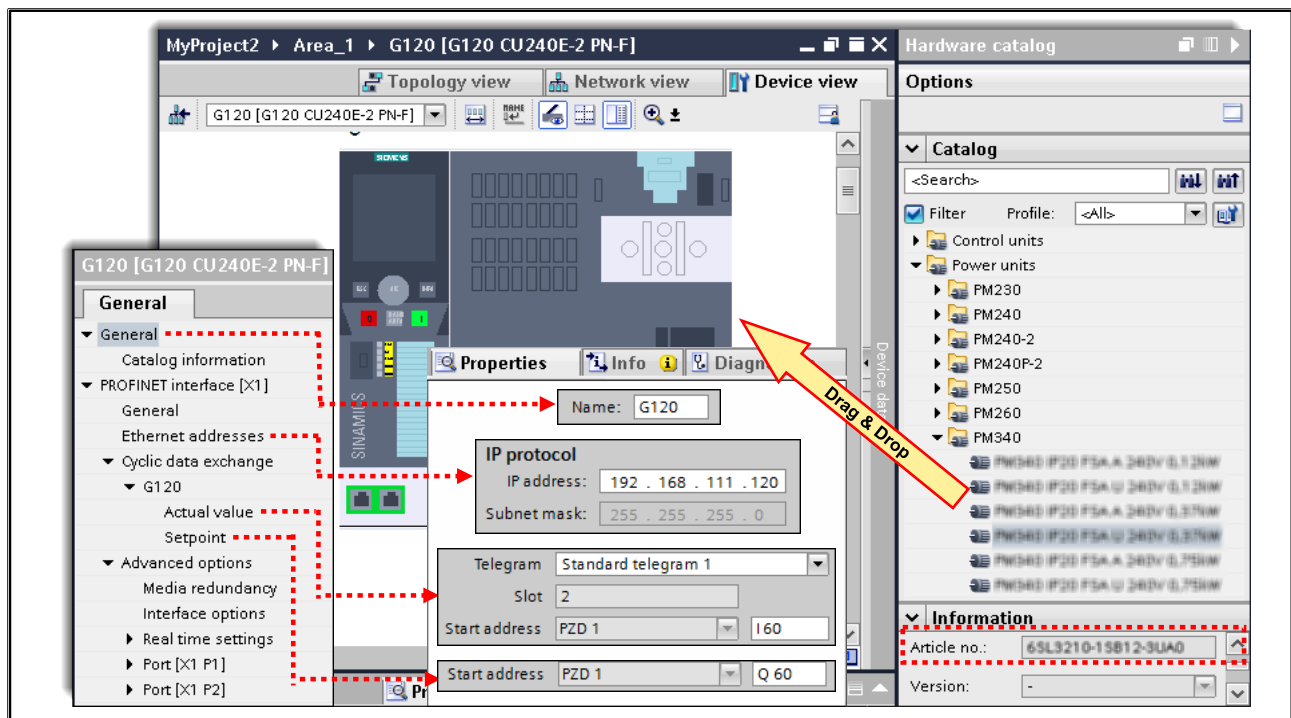 MyProject2 ▸ Area_1 ▸ G120 [G120 CU240E-2 PN-F]
Topology view
Network view
Device view
G120 [G120 CU240E-2 PN-F]
SIEMENS
SINAMICS
Device dat
Hardware catalog
Options
Catalog
<Search>
Filter
Profile:
<All>
Control units
Power units
PM230
PM240
PM240-2
PM240P-2
PM250
PM260
PM340
Drag & Drop
Information
Article no.:
6SL3210-1SB12-3UA0
Version:
-
G120 [G120 CU240E-2 PN-F]
General
General
Catalog information
PROFINET interface [X1]
General
Ethernet addresses
Cyclic data exchange
G120
Actual value
Setpoint
Advanced options
Media redundancy
Interface options
Real time settings
Port [X1 P1]
Port [X1 P2]
Properties
Info
Diagn
Name: G120
IP protocol
IP address: 192 . 168 . 111 . 120
Subnet mask: 255 . 255 . 255 . 0
Telegram Standard telegram 1
Slot 2
Start address PZD 1 I 60
Start address PZD 1 Q 60
Pr